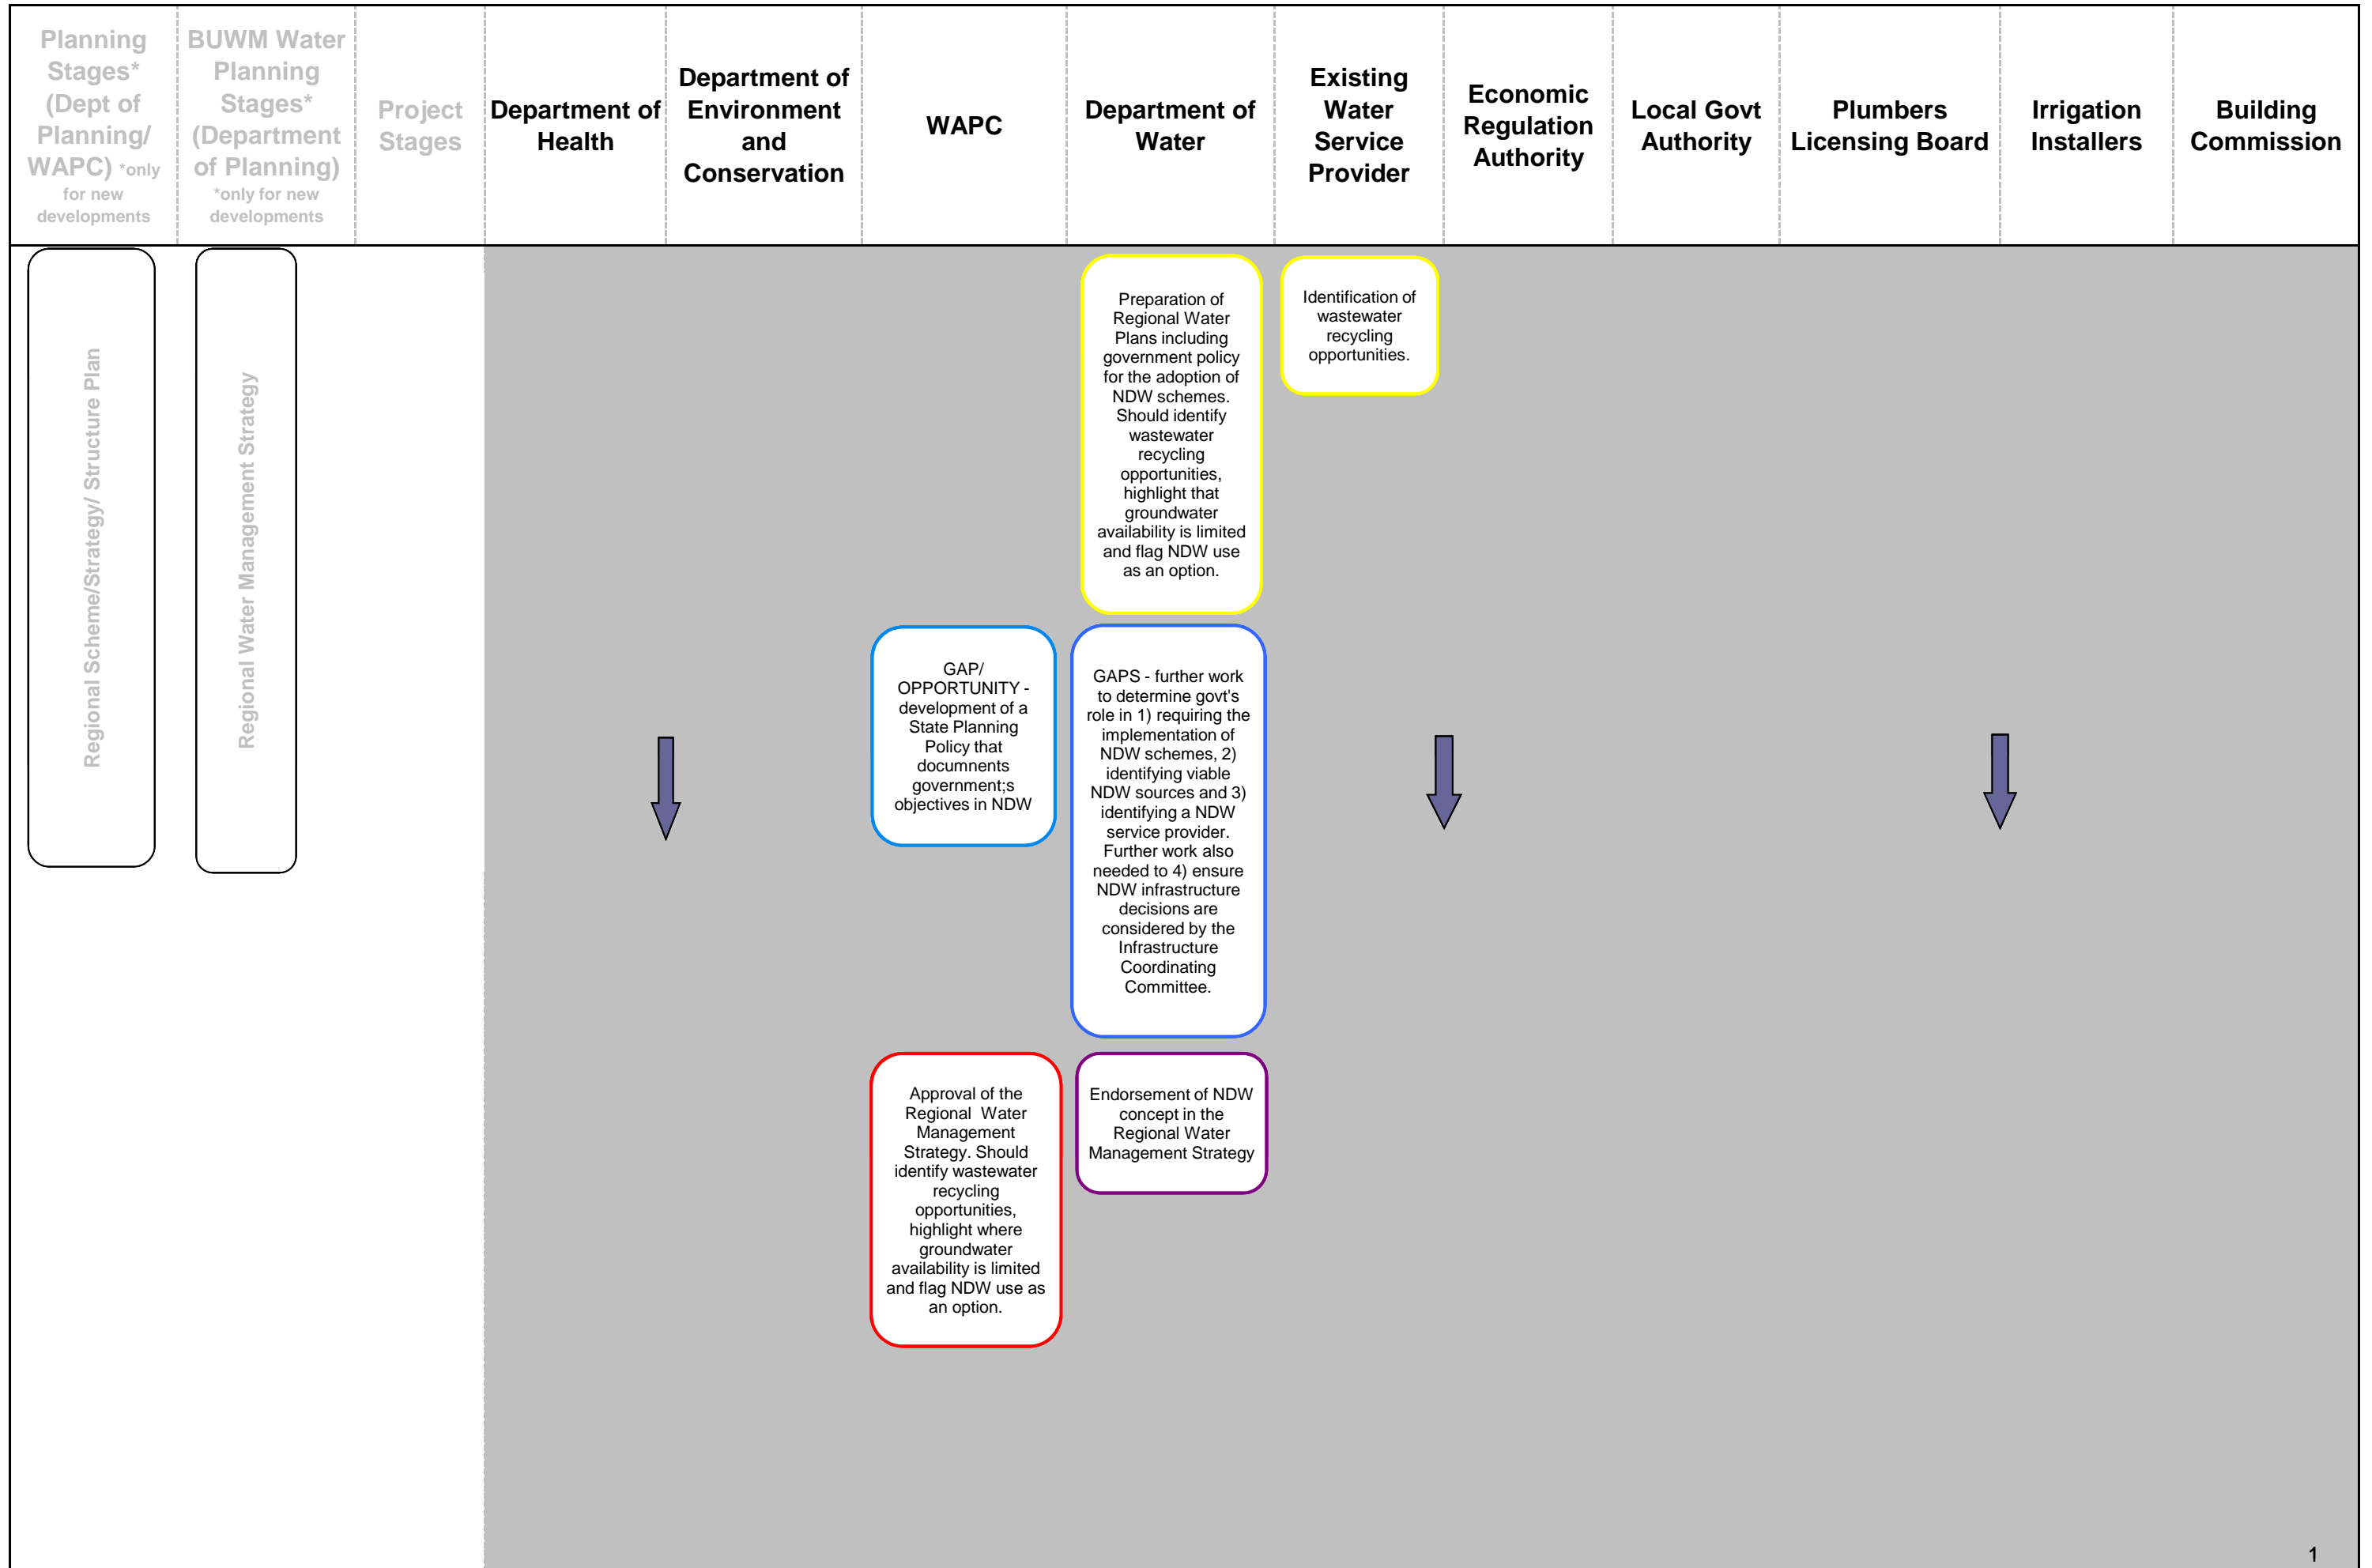 Planning
Stages*
(Dept of
Planning/
WAPC) *only
for new
developments
BUWM Water
Planning
Stages*
(Department
of Planning)
*only for new
developments
Project
Stages
Department of
Health
Department of
Environment
and
Conservation
WAPC
Department of
Water
Existing
Water
Service
Provider
Economic
Regulation
Authority
Local Govt
Authority
Plumbers
Licensing Board
Irrigation
Installers
Building
Commission
Regional Scheme/Strategy/ Structure Plan
Regional Water Management Strategy
Preparation of
Regional Water
Plans including
government policy
for the adoption of
NDW schemes.
Should identify
wastewater
recycling
opportunities,
highlight that
groundwater
availability is limited
and flag NDW use
as an option.
Identification of
wastewater
recycling
opportunities.
GAP/
OPPORTUNITY -
development of a
State Planning
Policy that
documnents
government;s
objectives in NDW
GAPS - further work
to determine govt's
role in 1) requiring the
implementation of
NDW schemes, 2)
identifying viable
NDW sources and 3)
identifying a NDW
service provider.
Further work also
needed to 4) ensure
NDW infrastructure
decisions are
considered by the
Infrastructure
Coordinating
Committee.
Approval of the
Regional  Water
Management
Strategy. Should
identify wastewater
recycling
opportunities,
highlight where
groundwater
availability is limited
and flag NDW use as
an option.
Endorsement of NDW
concept in the
Regional Water
Management Strategy
1